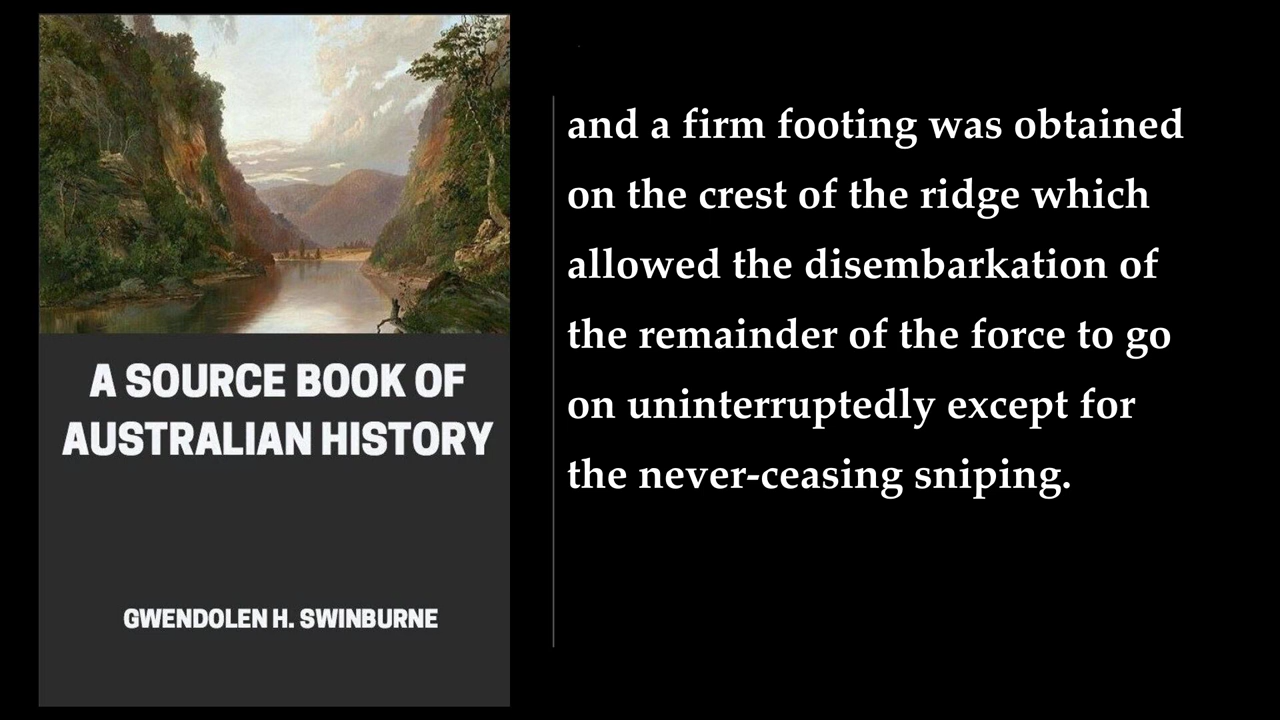 A SOURCE BOOK OF
AUSTRALIAN HISTORY
GWENDOLEN H. SWINBURNE
and a firm footing was obtained
on the crest of the ridge which
allowed the disembarkation of
the remainder of the force to go
on uninterruptedly except for
the never-ceasing sniping.